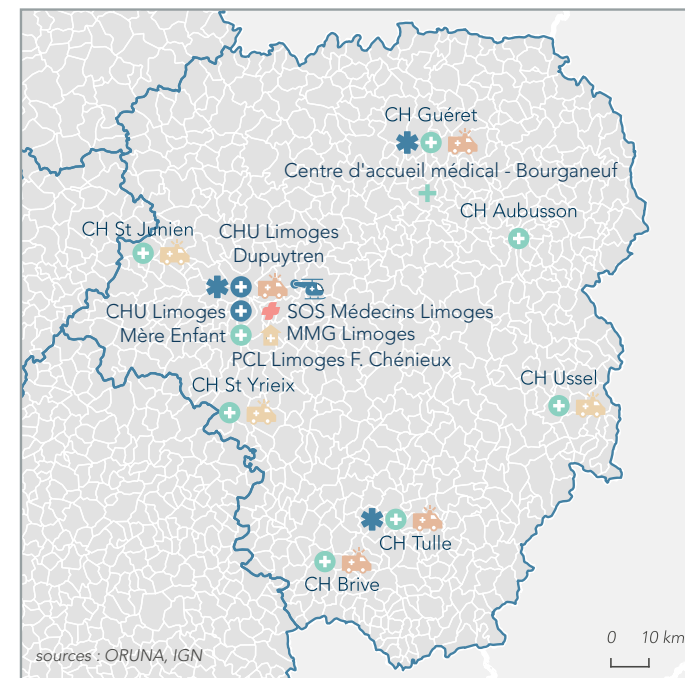 CH Guéret
Centre d'accueil médical - Bourganeuf
CH Aubusson
CH St Junien
CHU Limoges
Dupuytren
CHU Limoges
SOS Médecins Limoges
Mère Enfant
MMG Limoges
PCL Limoges F. Chénieux
CH Ussel
CH St Yrieix
CH Tulle
CH Brive
0 10 km
sources : ORUNA, IGN